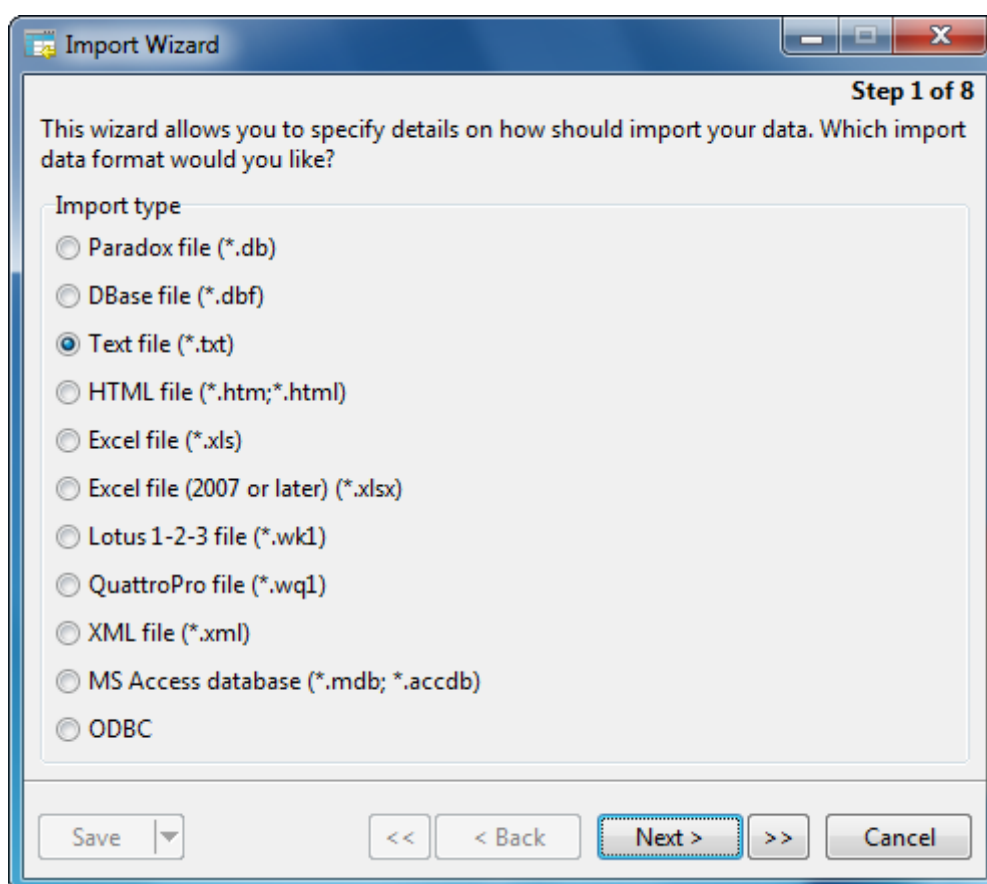 Import Wizard
Step 1 of 8
This wizard allows you to specify details on how should import your data. Which import
data format would you like?
Import type
Paradox file (*.db)
DBase file (*.dbf)
Text file (*.txt)
HTML file (*.htm;*.html)
Excel file (*.xls)
Excel file (2007 or later) (*.xlsx)
Lotus 1-2-3 file (*.wk1)
QuattroPro file (*.wq1)
XML file (*.xml)
MS Access database (*.mdb; *.accdb)
ODBC
Save << < Back Next > >> Cancel